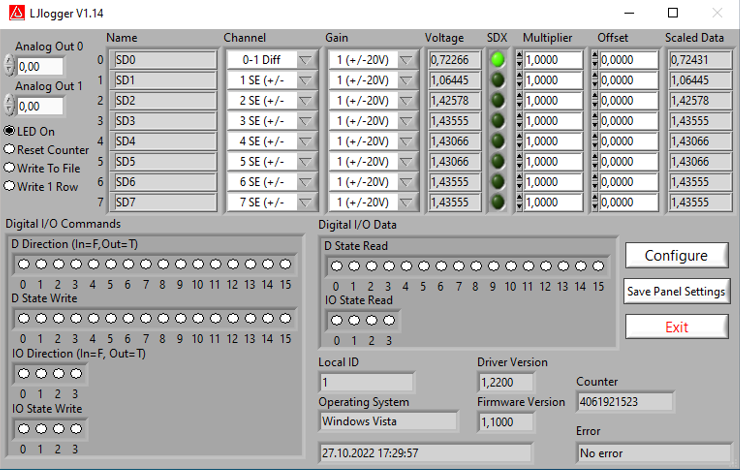 LJlogger V1.14
Analog Out 0
0,00
Analog Out 1
0,00
LED On
Reset Counter
Write To File
Write 1 Row
Name Channel Gain Voltage SDX Multiplier Offset Scaled Data
0 SD0 0-1 Diff 1 (+/-20V) 0,72266 1,0000 0,0000 0,72431
1 SD1 1 SE (+/- 1 (+/-20V) 1,06445 1,0000 0,0000 1,06445
2 SD2 2 SE (+/- 1 (+/-20V) 1,42578 1,0000 0,0000 1,42578
3 SD3 3 SE (+/- 1 (+/-20V) 1,43555 1,0000 0,0000 1,43555
4 SD4 4 SE (+/- 1 (+/-20V) 1,43066 1,0000 0,0000 1,43066
5 SD5 5 SE (+/- 1 (+/-20V) 1,43066 1,0000 0,0000 1,43066
6 SD6 6 SE (+/- 1 (+/-20V) 1,43555 1,0000 0,0000 1,43555
7 SD7 7 SE (+/- 1 (+/-20V) 1,43555 1,0000 0,0000 1,43555
Digital I/O Commands
D Direction (In=F,Out=T)
0 1 2 3 4 5 6 7 8 9 10 11 12 13 14 15
D State Write
0 1 2 3 4 5 6 7 8 9 10 11 12 13 14 15
IO Direction (In=F, Out=T)
0 1 2 3
IO State Write
0 1 2 3
Digital I/O Data
D State Read
0 1 2 3 4 5 6 7 8 9 10 11 12 13 14 15
IO State Read
0 1 2 3
Configure
Save Panel Settings
Exit
Local ID
1
Driver Version
1,2200
Operating System
Windows Vista
Firmware Version
1,1000
Counter
4061921523
27.10.2022 17:29:57
Error
No error